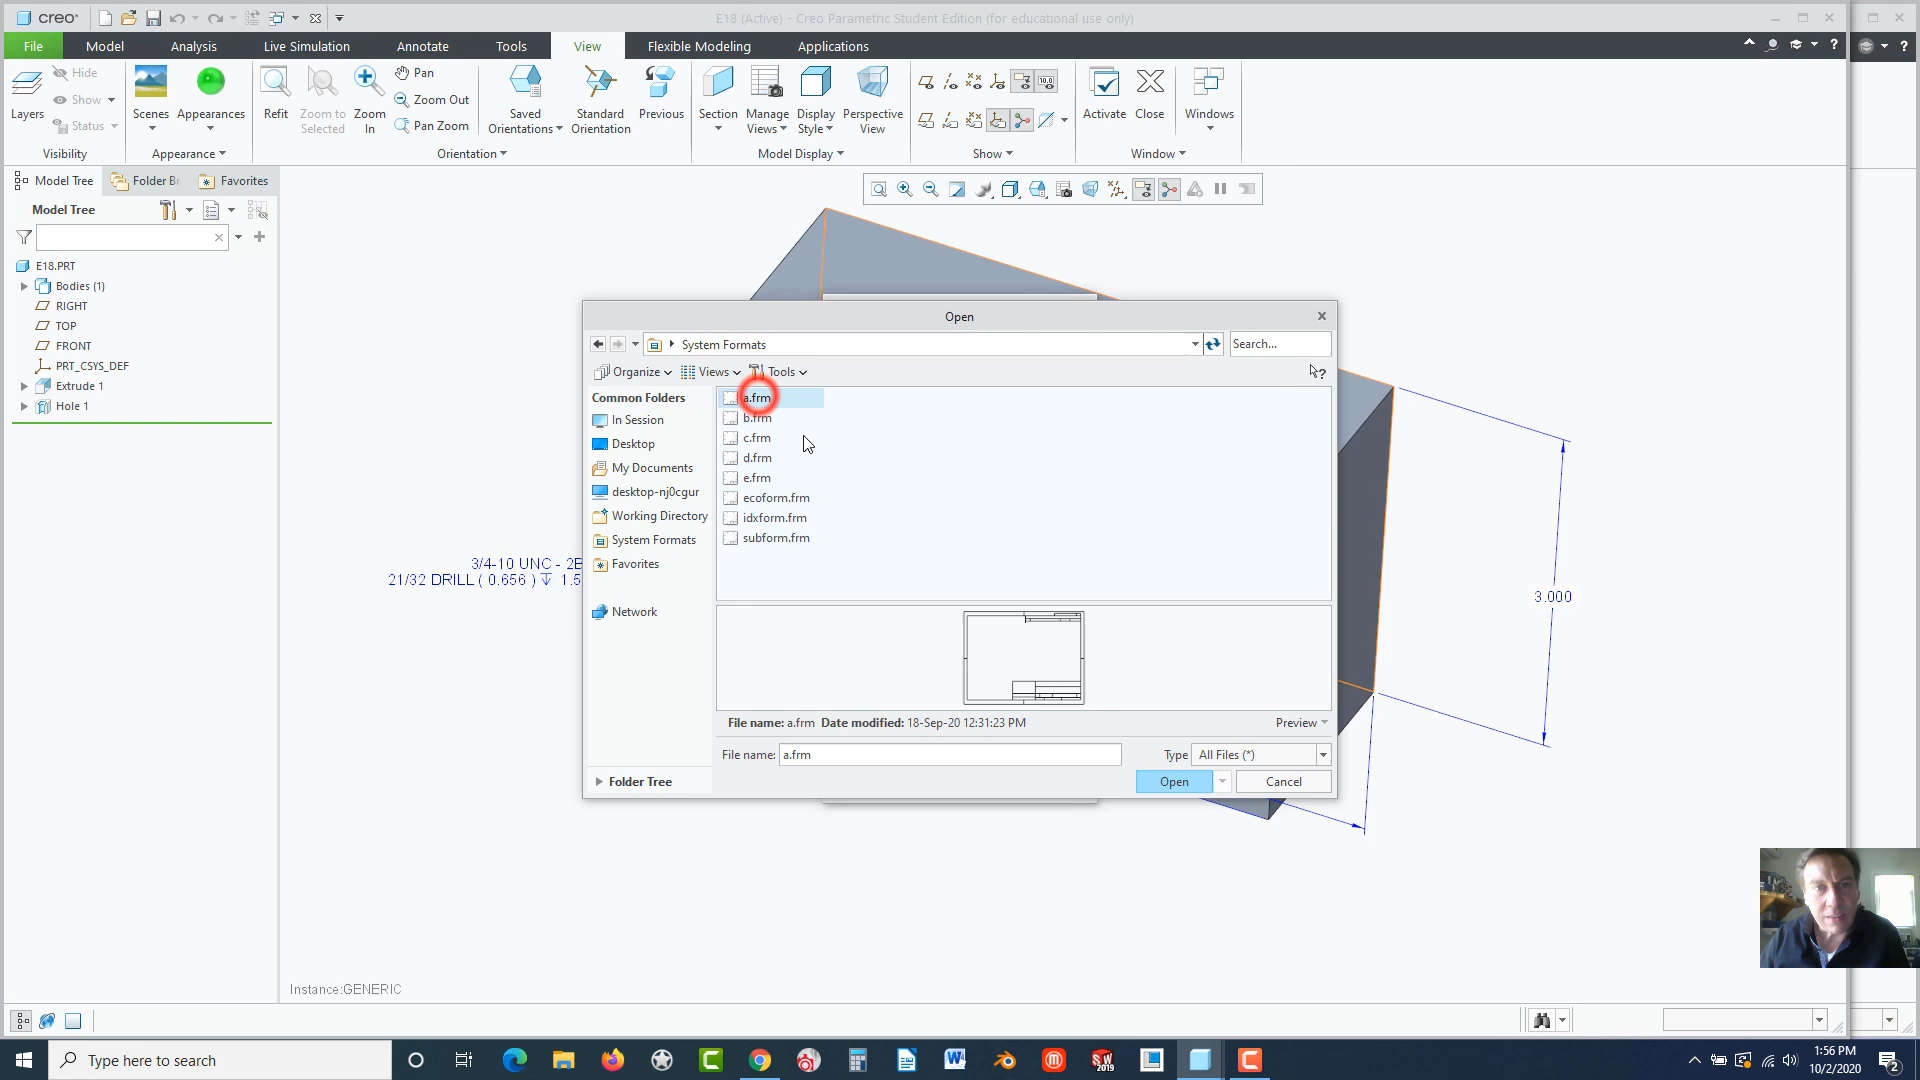 creo
E18 (Active) - Creo Parametric Student Edition (for educational use only)
File Model Analysis Live Simulation Annotate Tools View Flexible Modeling Applications
Layers
Hide
Show
Status
Visibility
Scenes
Appearances
Appearance
Refit
Zoom to Selected
Zoom In
Pan
Zoom Out
Pan Zoom
Saved Orientations
Standard Orientation
Previous
Orientation
Section
Manage Views
Display Style
Perspective View
Model Display
10.0
Show
Activate
Close
Windows
Window
Model Tree
Folder Br
Favorites
Model Tree
E18.PRT
Bodies (1)
RIGHT
TOP
FRONT
PRT_CSYS_DEF
Extrude 1
Hole 1
3/4-10 UNC - 2B
21/32 DRILL ( 0.656 ) ↧ 1.5
3.000
Instance:GENERIC
Open
System Formats
Search...
Organize
Views
Tools
Common Folders
In Session
Desktop
My Documents
desktop-nj0cgur
Working Directory
System Formats
Favorites
Network
Folder Tree
a.frm
b.frm
c.frm
d.frm
e.frm
ecoform.frm
idxform.frm
subform.frm
File name: a.frm Date modified: 18-Sep-20 12:31:23 PM
Preview
File name: a.frm
Type All Files (*)
Open
Cancel
Type here to search
1:56 PM
10/2/2020
2